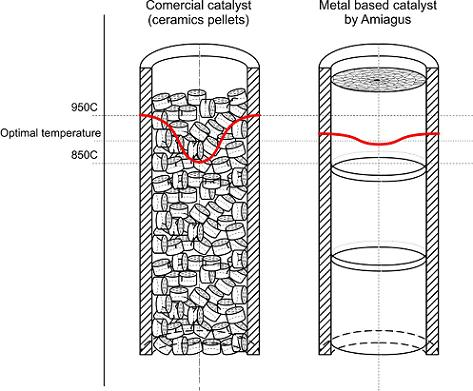 Comercial catalyst
(ceramics pellets)
Metal based catalyst
by Amiagus
950C
Optimal temperature
850C